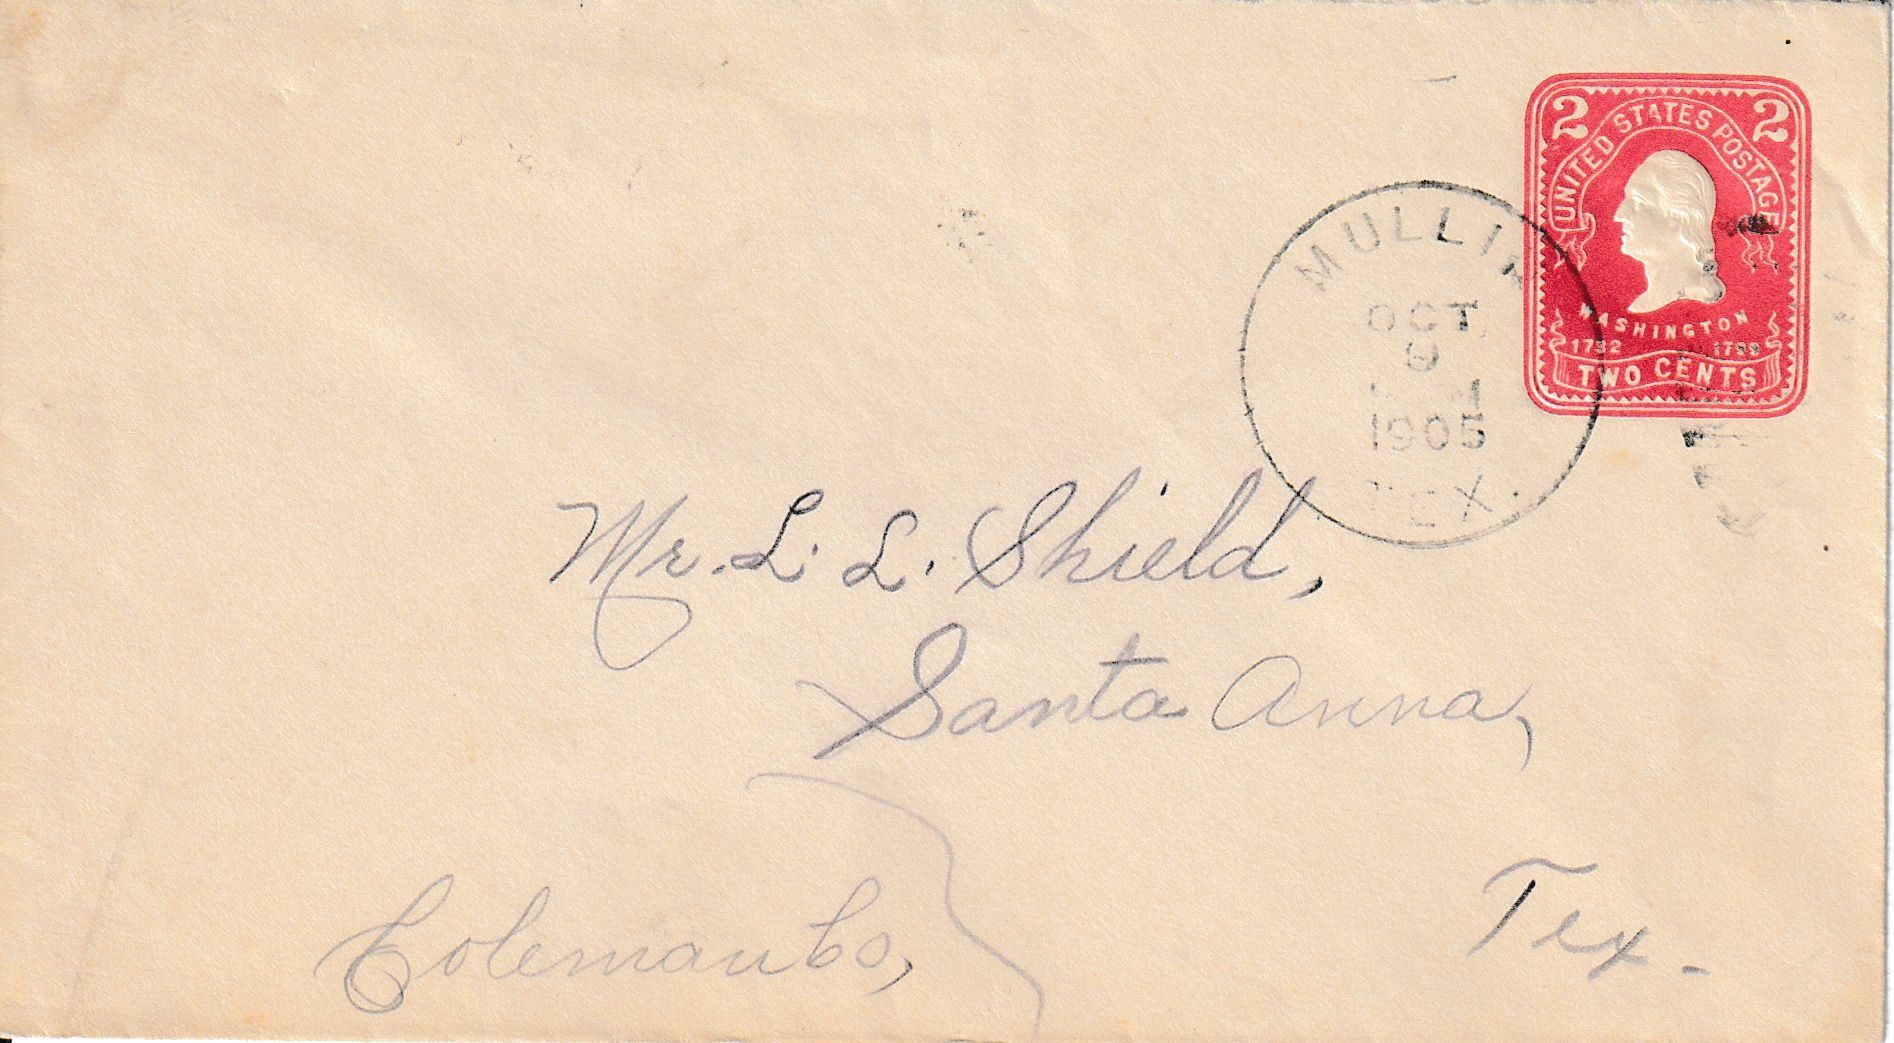 2 2
UNITED STATES POSTAGE
WASHINGTON
1732 1799
TWO CENTS
MULLIN
OCT
1905
TEX.
Mr. L. L. Shield,
Santa Anna,
Coleman Co, Tex.